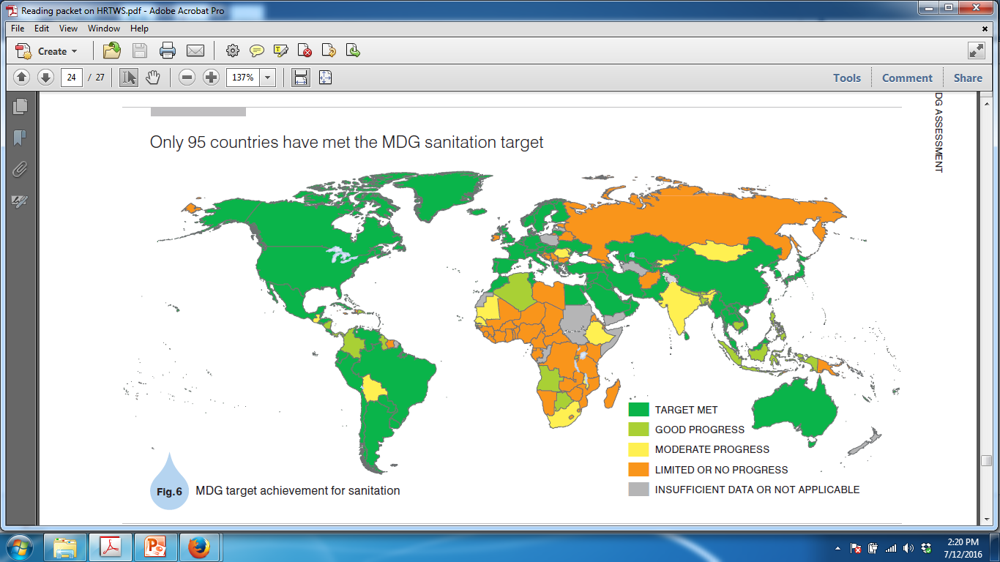 Reading packet on HRTWS.pdf - Adobe Acrobat Pro
File Edit View Window Help
Create
24 / 27 137% Tools Comment Share
DG ASSESSMENT
Only 95 countries have met the MDG sanitation target
TARGET MET
GOOD PROGRESS
MODERATE PROGRESS
LIMITED OR NO PROGRESS
INSUFFICIENT DATA OR NOT APPLICABLE
Fig.6 MDG target achievement for sanitation
2:20 PM
7/12/2016